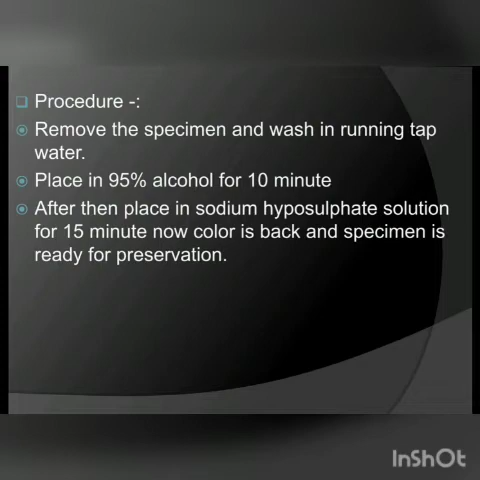 Procedure -:
Remove the specimen and wash in running tap
water.
Place in 95% alcohol for 10 minute
After then place in sodium hyposulphate solution
for 15 minute now color is back and specimen is
ready for preservation.
InShOt